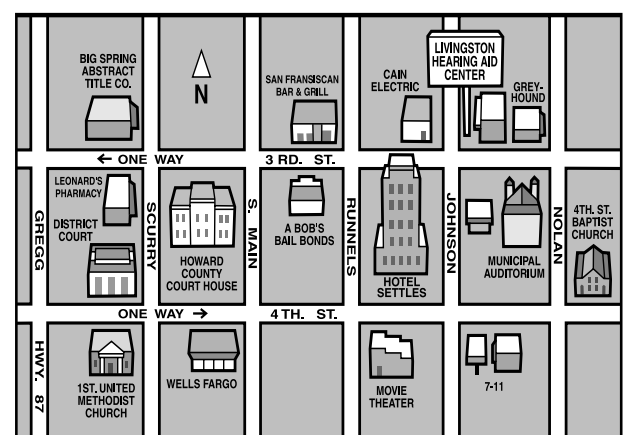 BIG SPRING
ABSTRACT
TITLE CO.
N
SAN FRANSISCAN
BAR & GRILL
CAIN
ELECTRIC
LIVINGSTON
HEARING AID
CENTER
GREY-
HOUND
← ONE WAY
3 RD. ST.
GREGG
LEONARD'S
PHARMACY
DISTRICT
COURT
SCURRY
HOWARD
COUNTY
COURT HOUSE
S. MAIN
A BOB'S
BAIL BONDS
RUNNELS
HOTEL
SETTLES
JOHNSON
MUNICIPAL
AUDITORIUM
NOLAN
4TH. ST.
BAPTIST
CHURCH
ONE WAY →
4 TH. ST.
HWY. 87
1ST. UNITED
METHODIST
CHURCH
WELLS FARGO
MOVIE
THEATER
7-11